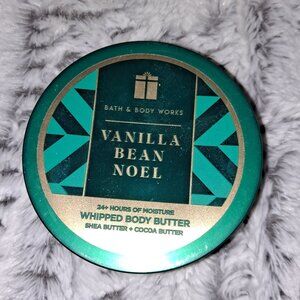 BATH & BODY WORKS
VANILLA
BEAN
NOEL
24+ HOURS OF MOISTURE
WHIPPED BODY BUTTER
SHEA BUTTER + COCOA BUTTER